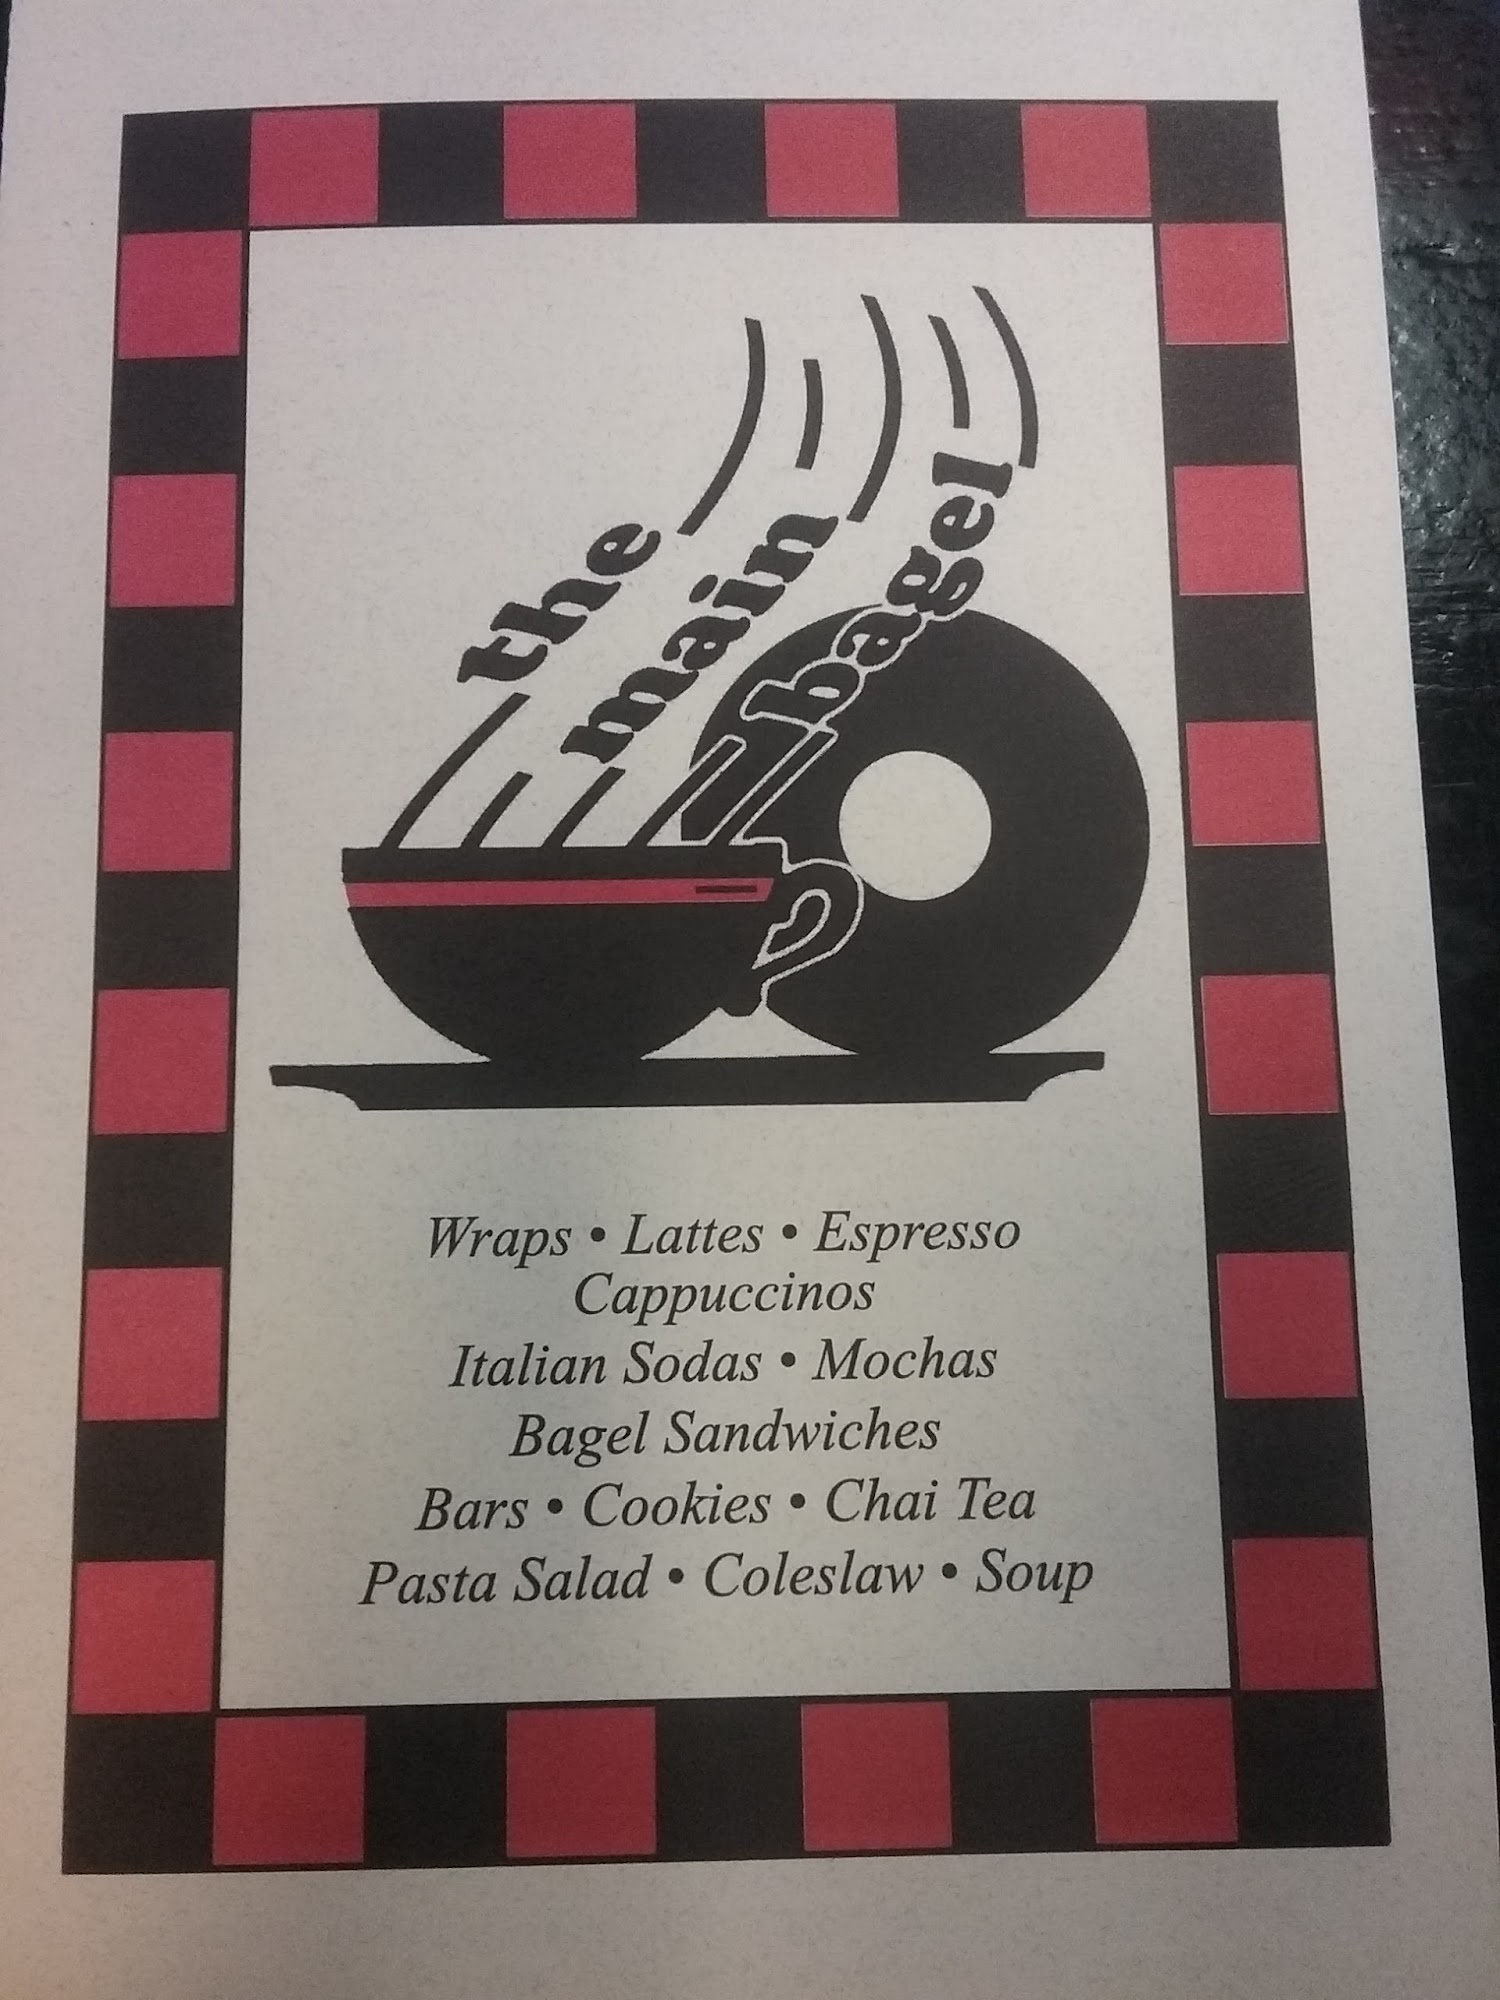 the
main
bagel
Wraps • Lattes • Espresso
Cappuccinos
Italian Sodas • Mochas
Bagel Sandwiches
Bars • Cookies • Chai Tea
Pasta Salad • Coleslaw • Soup